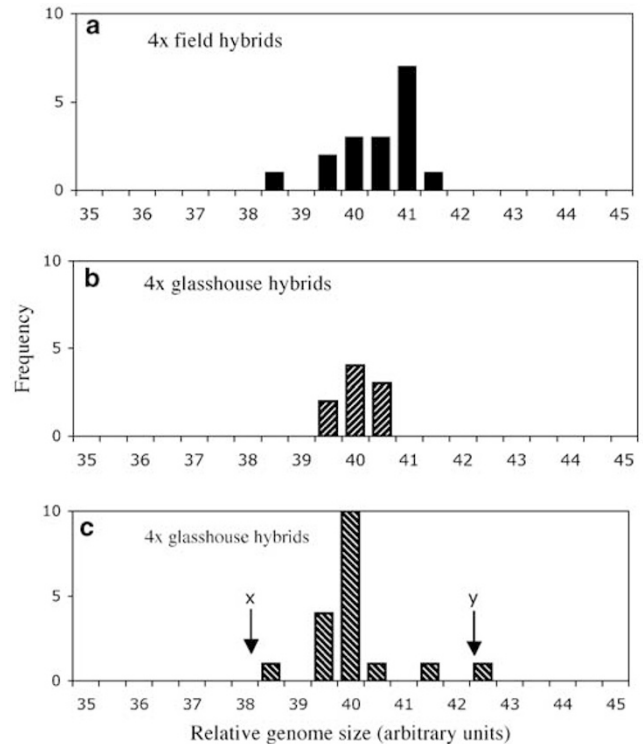 10
a
4x field hybrids
5
0
35 36 37 38 39 40 41 42 43 44 45
10
b
4x glasshouse hybrids
Frequency
5
0
35 36 37 38 39 40 41 42 43 44 45
10
c
4x glasshouse hybrids
x y
5
0
35 36 37 38 39 40 41 42 43 44 45
Relative genome size (arbitrary units)